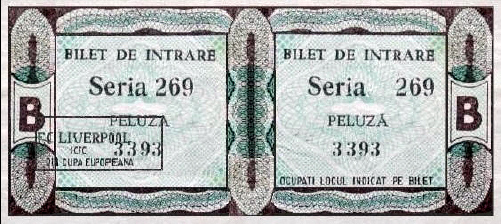 BILET DE INTRARE
Seria 269
PELUZA
3393
B
FC LIVERPOOL
CUPA EUROPEANA
BILET DE INTRARE
Seria 269
PELUZĂ
3393
B
OCUPATI LOCUL INDICAT PE BILET.